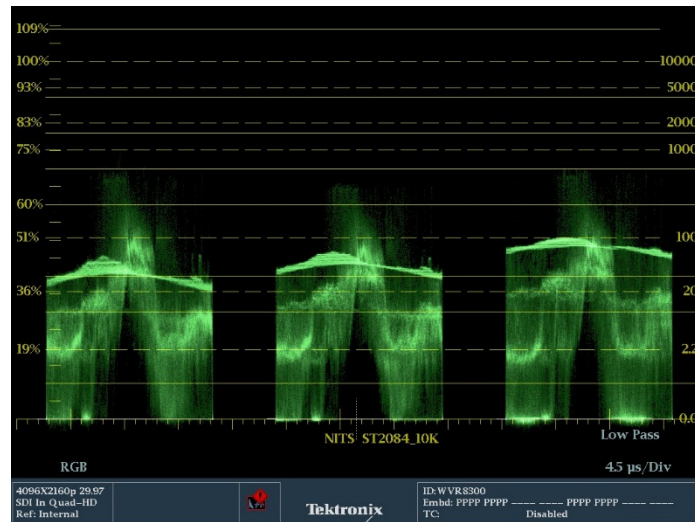 109%
100% 10000
93% 5000
83% 2000
75% 1000
60%
51% 100
36% 20
19% 2.2
0.0
NITS ST2084_10K
Low Pass
RGB
4.5 µs/Div
4096X2160p 29.97
SDI In Quad-HD
Ref: Internal
Tektronix
ID:WVR8300
Embd: PPPP PPPP ---- ---- PPPP PPPP ---- ----
TC: Disabled